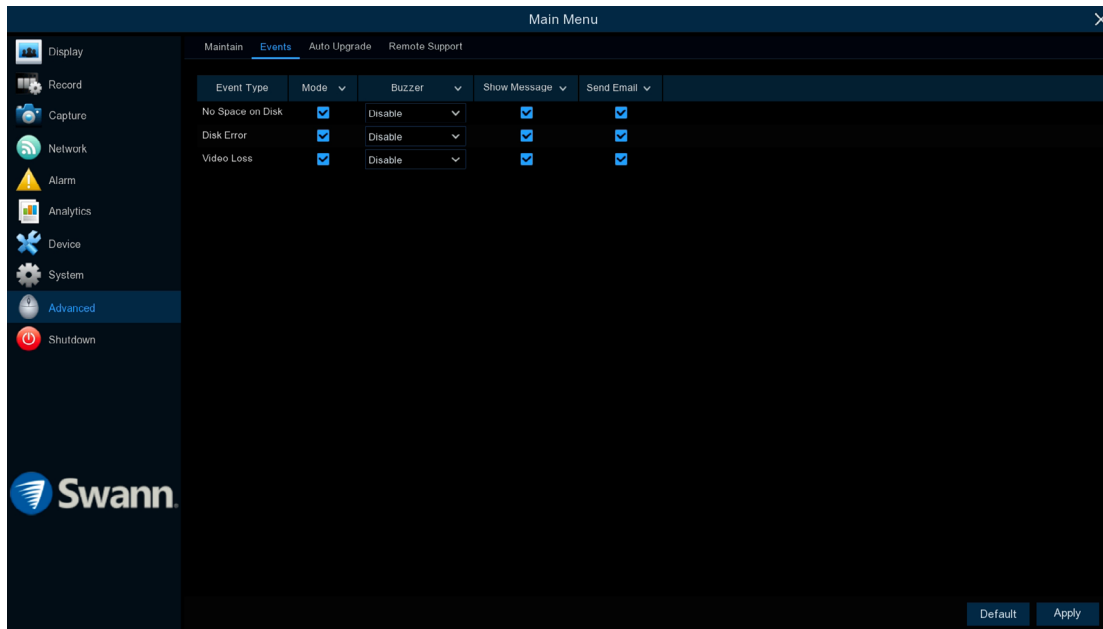 Main Menu
Display
Record
Capture
Network
Alarm
Analytics
Device
System
Advanced
Shutdown
Swann
Maintain Events Auto Upgrade Remote Support
Event Type Mode Buzzer Show Message Send Email
No Space on Disk Disable
Disk Error Disable
Video Loss Disable
Default Apply